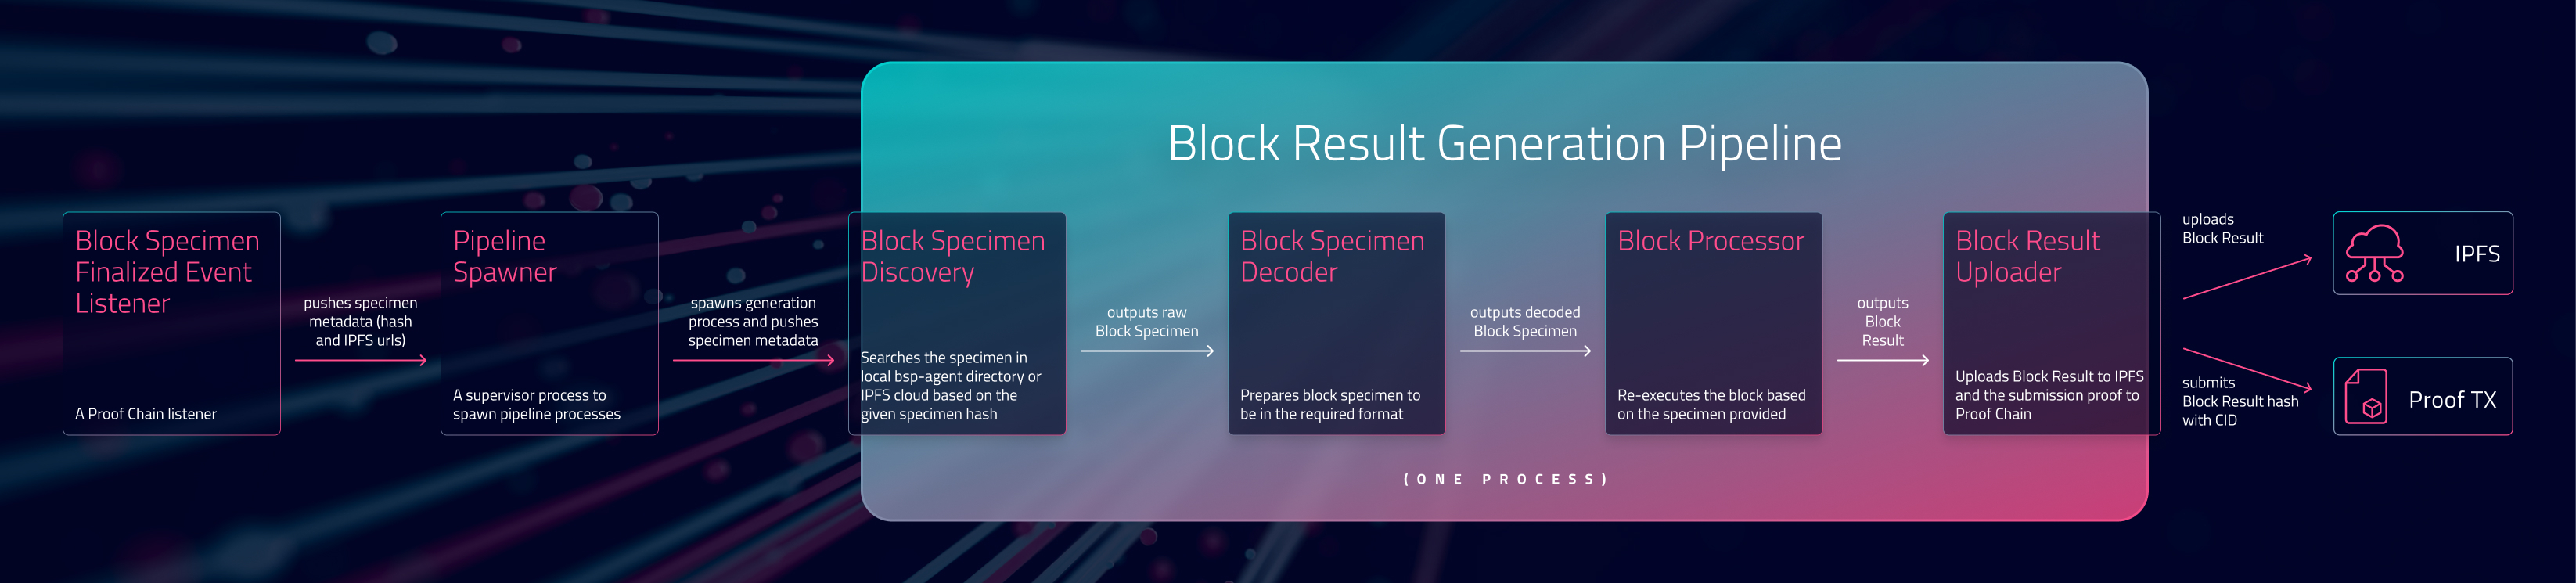 Block Result Generation Pipeline
Block Specimen
Finalized Event
Listener
A Proof Chain listener
pushes specimen
metadata (hash
and IPFS urls)
Pipeline
Spawner
A supervisor process to
spawn pipeline processes
spawns generation
process and pushes
specimen metadata
Block Specimen
Discovery
Searches the specimen in
local bsp-agent directory or
IPFS cloud based on the
given specimen hash
outputs raw
Block Specimen
Block Specimen
Decoder
Prepares block specimen to
be in the required format
outputs decoded
Block Specimen
Block Processor
Re-executes the block based
on the specimen provided
outputs
Block
Result
Block Result
Uploader
Uploads Block Result to IPFS
and the submission proof to
Proof Chain
uploads
Block Result
IPFS
submits
Block Result hash
with CID
Proof TX
(ONE PROCESS)